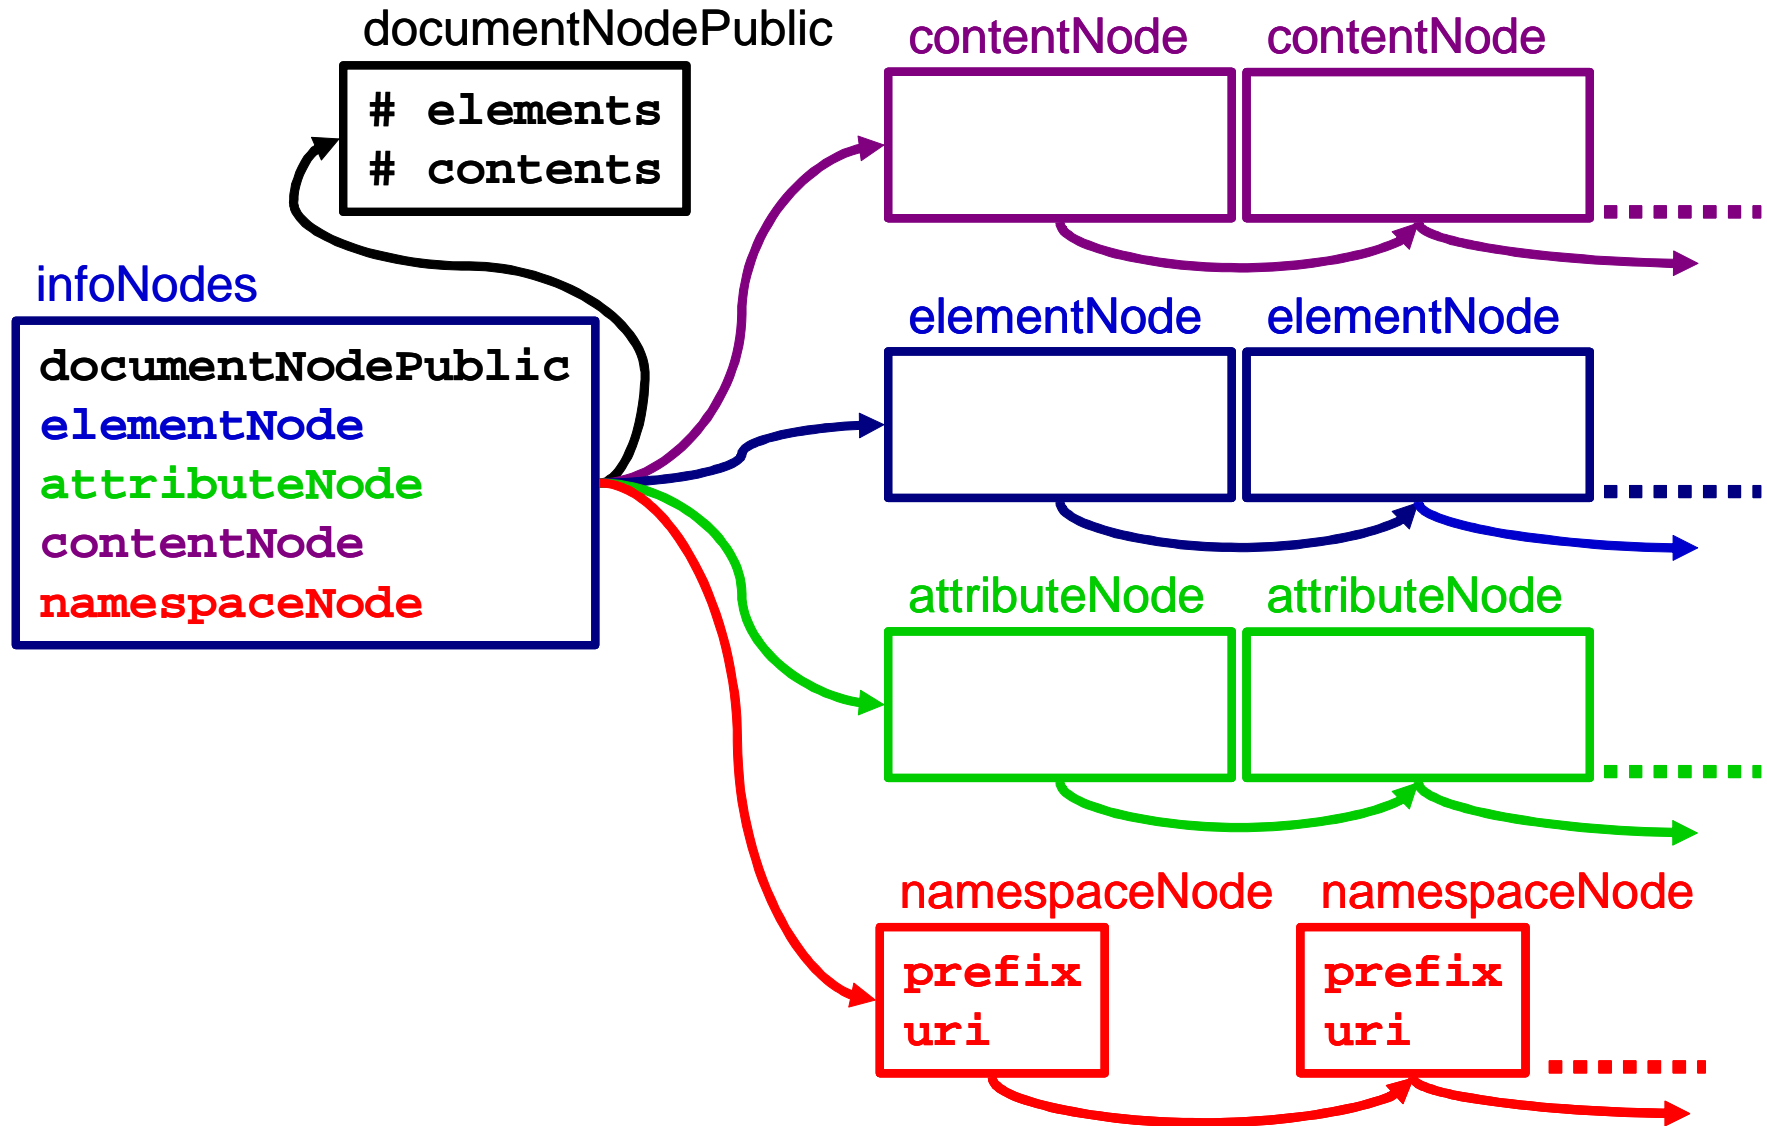 documentNodePublic
# elements
# contents
infoNodes
documentNodePublic
elementNode
attributeNode
contentNode
namespaceNode
contentNode contentNode
elementNode elementNode
attributeNode attributeNode
namespaceNode namespaceNode
prefix prefix
uri uri